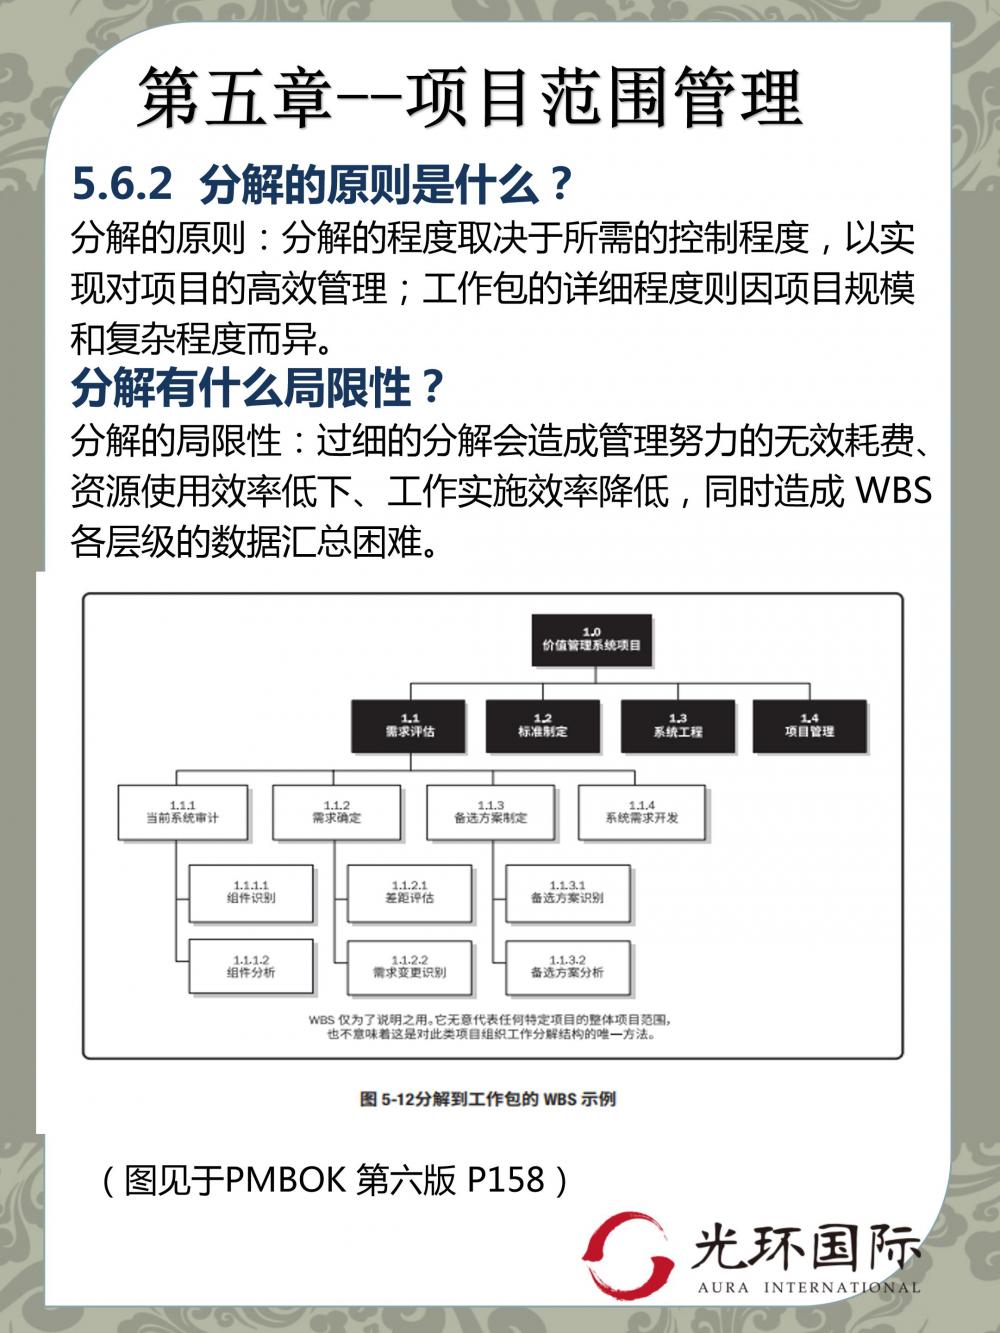 第五章--项目范围管理
5.6.2 分解的原则是什么？
分解的原则：分解的程度取决于所需的控制程度，以实
现对项目的高效管理；工作包的详细程度则因项目规模
和复杂程度而异。
分解有什么局限性？
分解的局限性：过细的分解会造成管理努力的无效耗费、
资源使用效率低下、工作实施效率降低，同时造成 WBS
各层级的数据汇总困难。
1.0
价值管理系统项目
1.1
需求评估
1.2
标准制定
1.3
系统工程
1.4
项目管理
1.1.1
当前系统审计
1.1.2
需求确定
1.1.3
备选方案制定
1.1.4
系统需求开发
1.1.1.1
组件识别
1.1.2.1
差距评估
1.1.3.1
备选方案识别
1.1.1.2
组件分析
1.1.2.2
需求变更识别
1.1.3.2
备选方案分析
WBS 仅为了说明之用。它无意代表任何特定项目的整体项目范围，
也不意味着这是对此类项目组织工作分解结构的唯一方法。
图 5-12分解到工作包的 WBS 示例
（图见于PMBOK 第六版 P158）
光环国际
AURA INTERNATIONAL